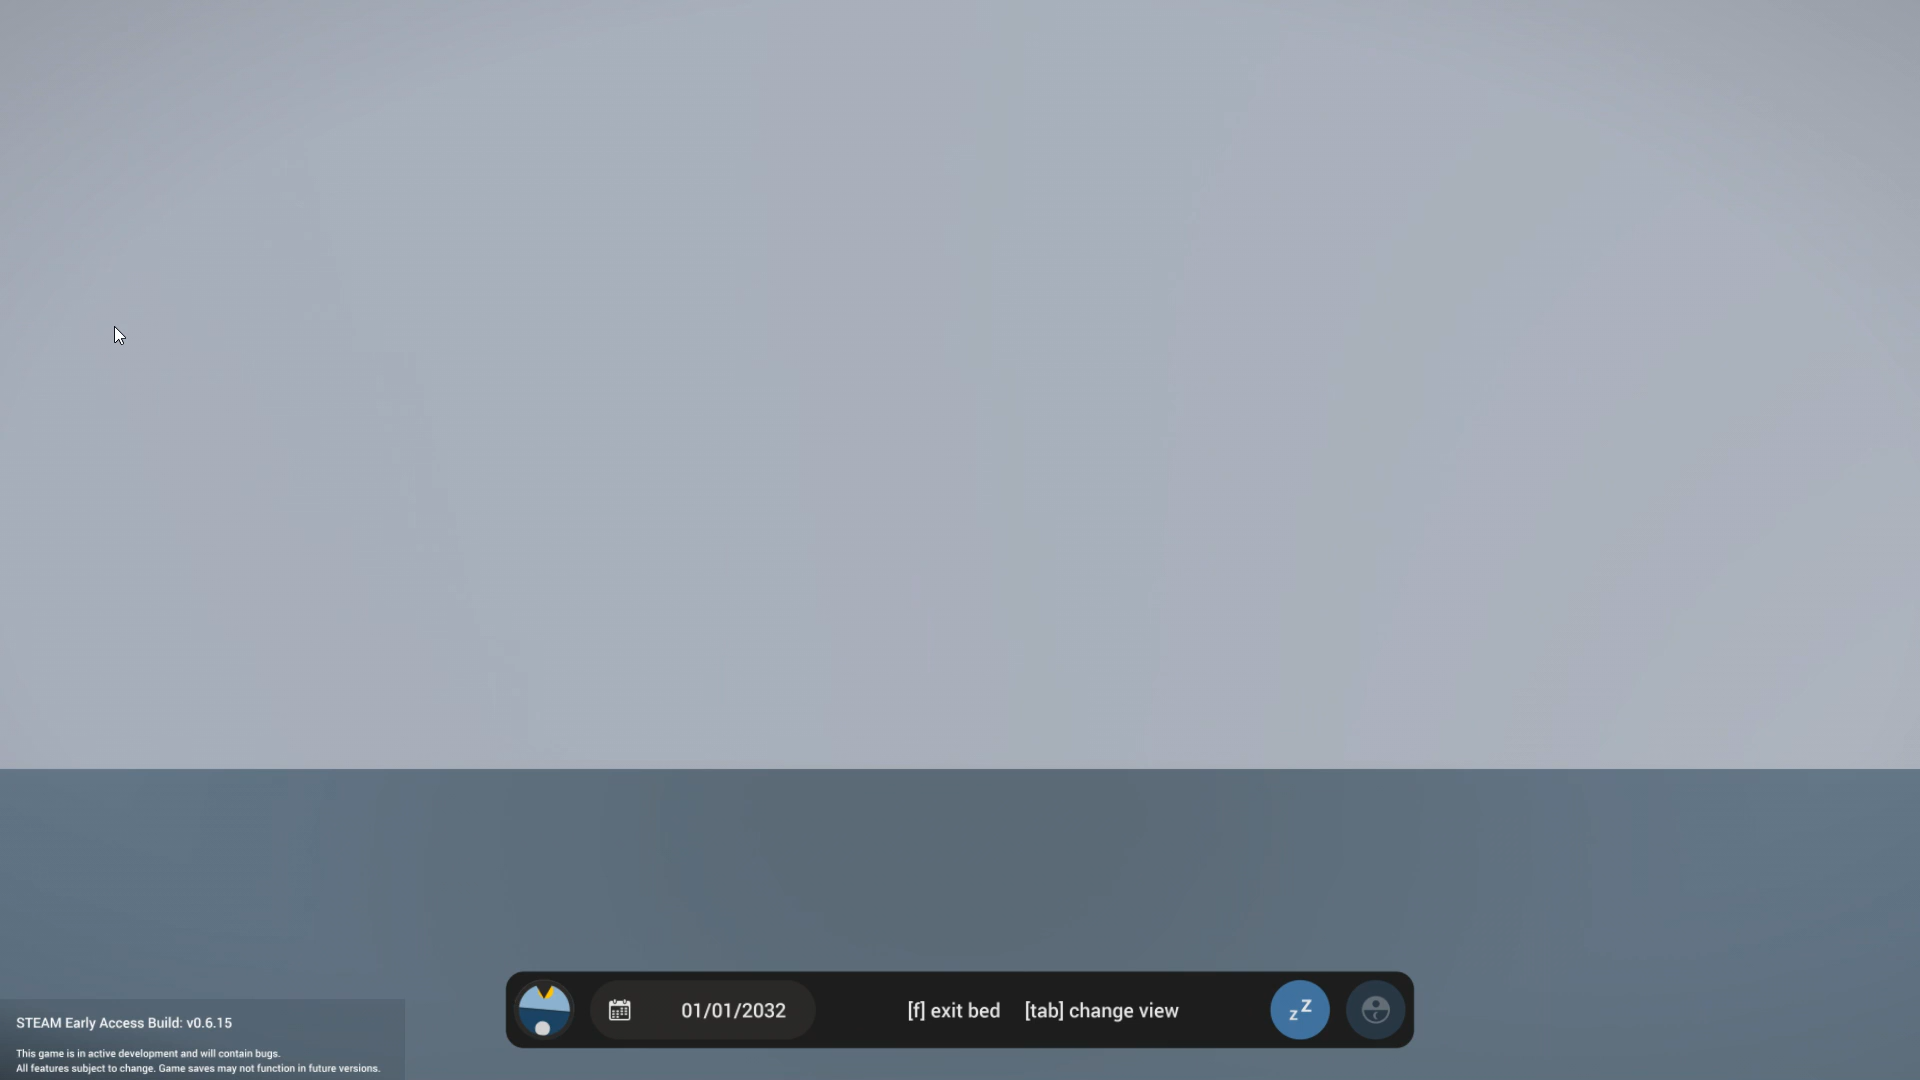 01/01/2032
[f] exit bed
[tab] change view
z Z
STEAM Early Access Build: v0.6.15
This game is in active development and will contain bugs.
All features subject to change. Game saves may not function in future versions.